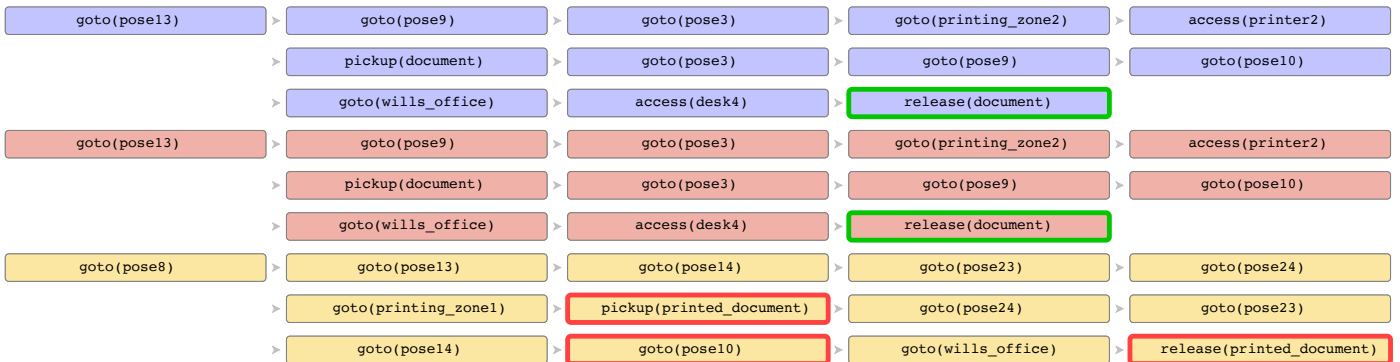 goto(pose13) goto(pose9) goto(pose3) goto(printing_zone2) access(printer2)
pickup(document) goto(pose3) goto(pose9) goto(pose10)
goto(wills_office) access(desk4) release(document)
goto(pose13) goto(pose9) goto(pose3) goto(printing_zone2) access(printer2)
pickup(document) goto(pose3) goto(pose9) goto(pose10)
goto(wills_office) access(desk4) release(document)
goto(pose8) goto(pose13) goto(pose14) goto(pose23) goto(pose24)
goto(printing_zone1) pickup(printed_document) goto(pose24) goto(pose23)
goto(pose14) goto(pose10) goto(wills_office) release(printed_document)